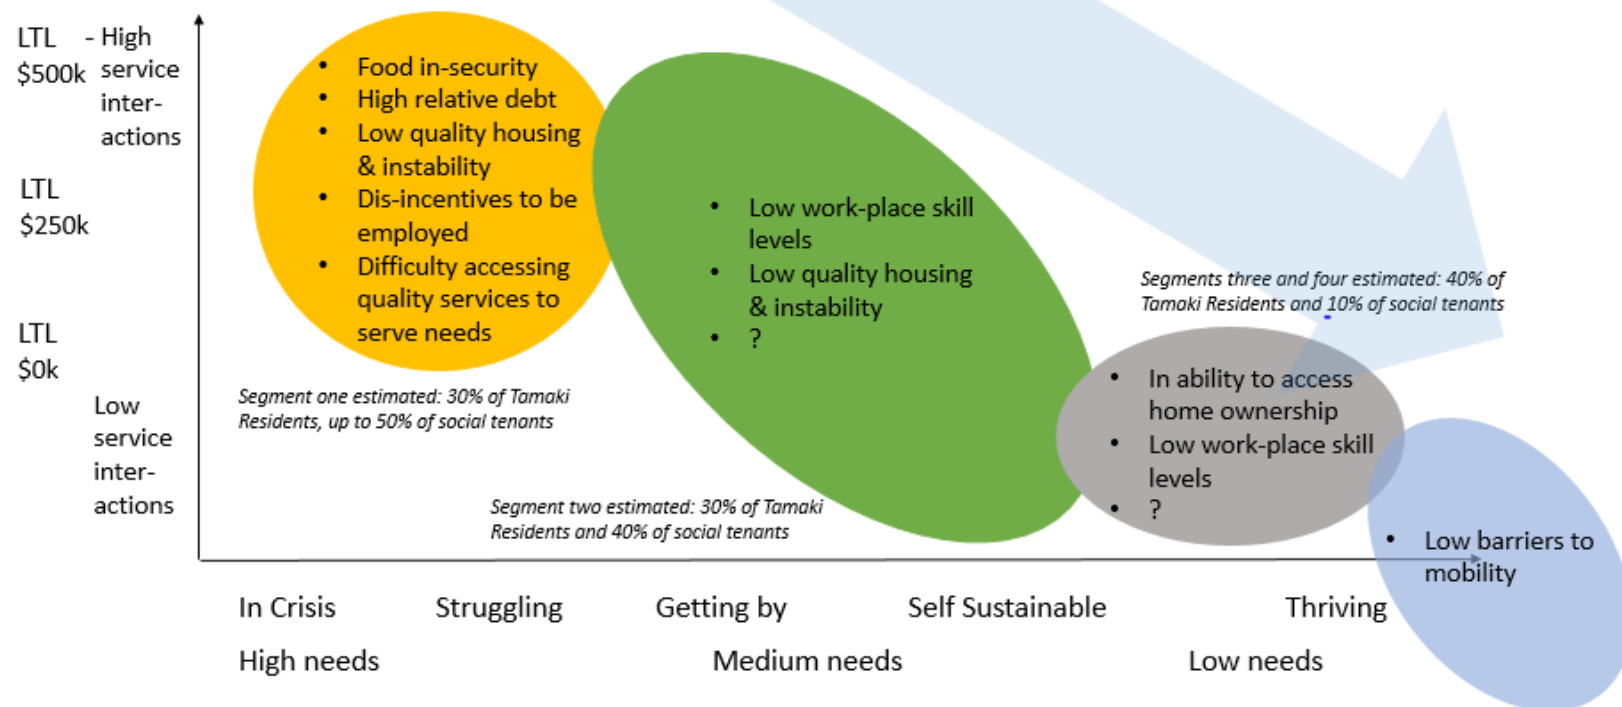 LTL - High
$500k service
inter-
actions
LTL
$250k
LTL
$0k
Low
service
inter-
actions
• Food in-security
• High relative debt
• Low quality housing
& instability
• Dis-incentives to be
employed
• Difficulty accessing
quality services to
serve needs
Segment one estimated: 30% of Tamaki
Residents, up to 50% of social tenants
• Low work-place skill
levels
• Low quality housing
& instability
• ?
Segment two estimated: 30% of Tamaki
Residents and 40% of social tenants
Segments three and four estimated: 40% of
Tamaki Residents and 10% of social tenants
• In ability to access
home ownership
• Low work-place skill
levels
• ?
• Low barriers to
mobility
In Crisis Struggling Getting by Self Sustainable Thriving
High needs Medium needs Low needs